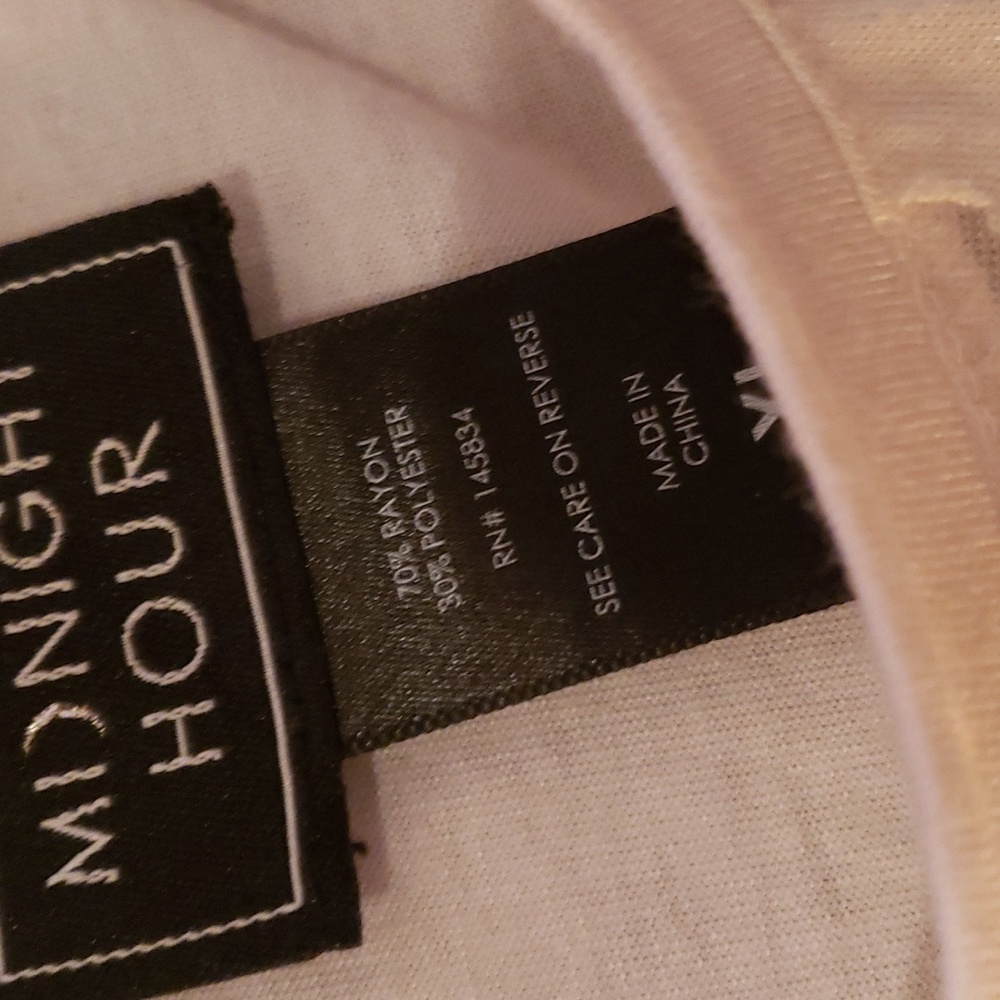 MIDNIGHT
HOUR
70% RAYON
30% POLYESTER
RN# 145834
SEE CARE ON REVERSE
MADE IN
CHINA